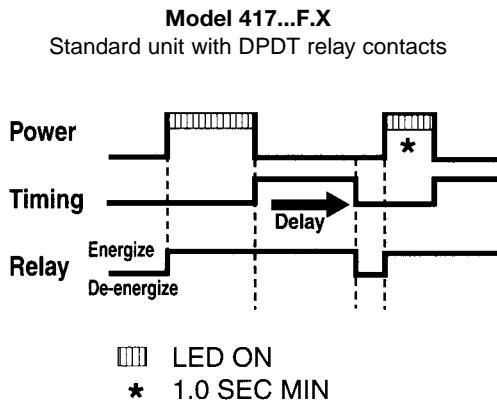 Model 417...F.X
Standard unit with DPDT relay contacts
Power
*
Timing
Delay
Relay
Energize
De-energize
LED ON
* 1.0 SEC MIN